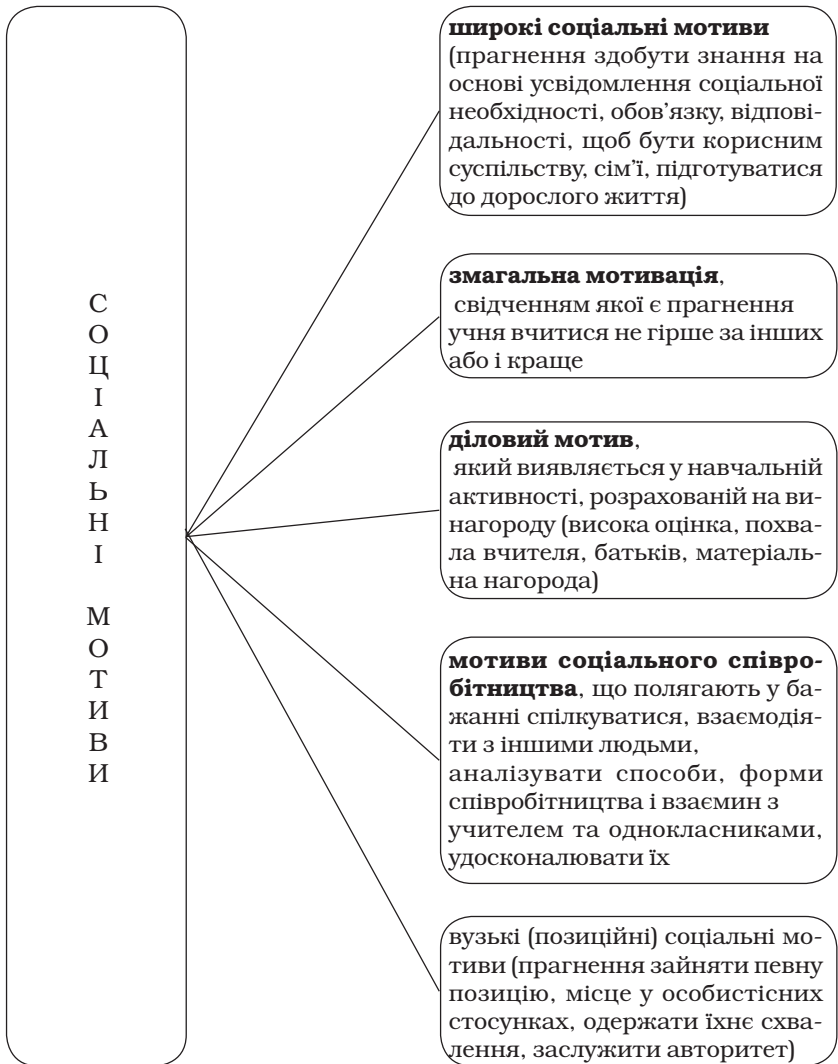 СОЦІАЛЬНІ МОТИВИ
широкі соціальні мотиви
(прагнення здобути знання на
основі усвідомлення соціальної
необхідності, обов’язку, відпові-
дальності, щоб бути корисним
суспільству, сім’ї, підготуватися
до дорослого життя)
змагальна мотивація,
свідченням якої є прагнення
учня вчитися не гірше за інших
або і краще
діловий мотив,
який виявляється у навчальній
активності, розрахованій на ви-
нагороду (висока оцінка, похва-
ла вчителя, батьків, матеріаль-
на нагорода)
мотиви соціального співро-
бітництва, що полягають у ба-
жанні спілкуватися, взаємодія-
ти з іншими людьми,
аналізувати способи, форми
співробітництва і взаємин з
учителем та однокласниками,
удосконалювати їх
вузькі (позиційні) соціальні мо-
тиви (прагнення зайняти певну
позицію, місце у особистісних
стосунках, одержати їхнє схва-
лення, заслужити авторитет)